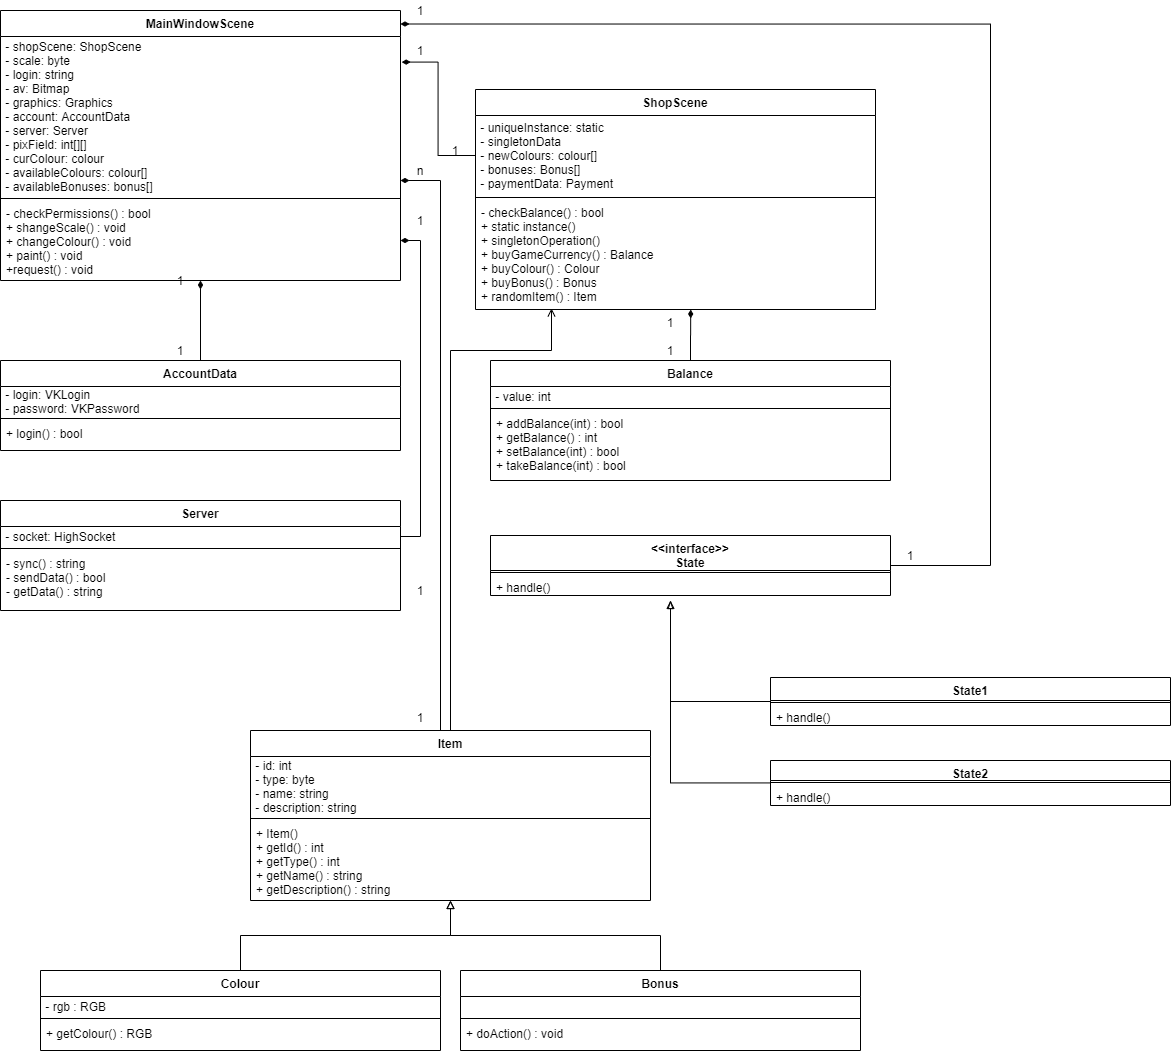 MainWindowScene
- shopScene: ShopScene
- scale: byte
- login: string
- av: Bitmap
- graphics: Graphics
- account: AccountData
- server: Server
- pixField: int[][]
- curColour: colour
- availableColours: colour[]
- availableBonuses: bonus[]
- checkPermissions() : bool
+ changeScale() : void
+ changeColour() : void
+ paint() : void
+request() : void
1
1
n
1
1
1
1
ShopScene
- uniqueInstance: static
- singletonData
- newColours: colour[]
- bonuses: Bonus[]
- paymentData: Payment
- checkBalance() : bool
+ static instance()
+ singletonOperation()
+ buyGameCurrency() : Balance
+ buyColour() : Colour
+ buyBonus() : Bonus
+ randomItem() : Item
1
1
AccountData
- login: VKLogin
- password: VKPassword
+ login() : bool
Balance
- value: int
+ addBalance(int) : bool
+ getBalance() : int
+ setBalance(int) : bool
+ takeBalance(int) : bool
Server
- socket: HighSocket
- sync() : string
- sendData() : bool
- getData() : string
1
<<interface>>
State
+ handle()
1
State1
+ handle()
State2
+ handle()
1
Item
- id: int
- type: byte
- name: string
- description: string
+ Item()
+ getId() : int
+ getType() : int
+ getName() : string
+ getDescription() : string
Colour
- rgb : RGB
+ getColour() : RGB
Bonus
+ doAction() : void